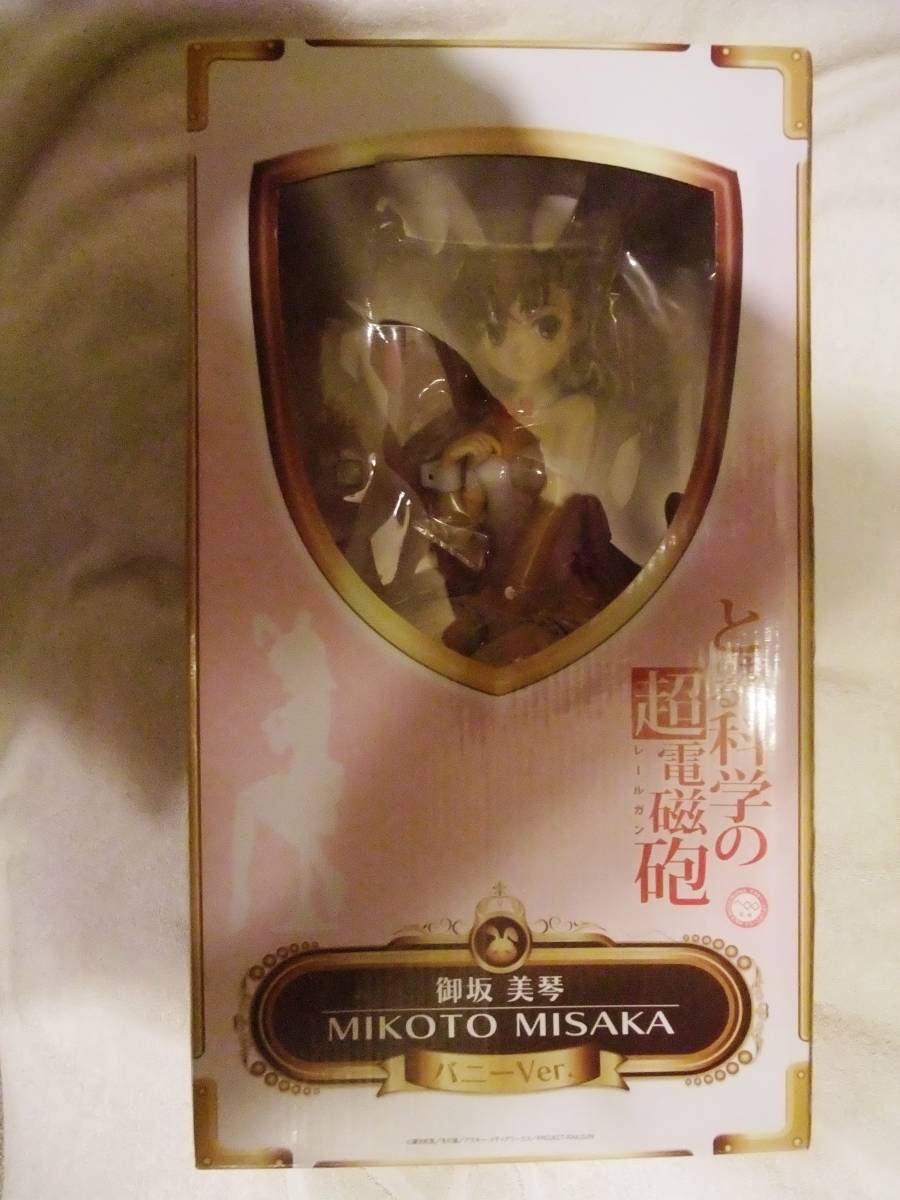 とある科学の
超電磁砲
レールガン
御坂 美琴
MIKOTO MISAKA
バニーVer.